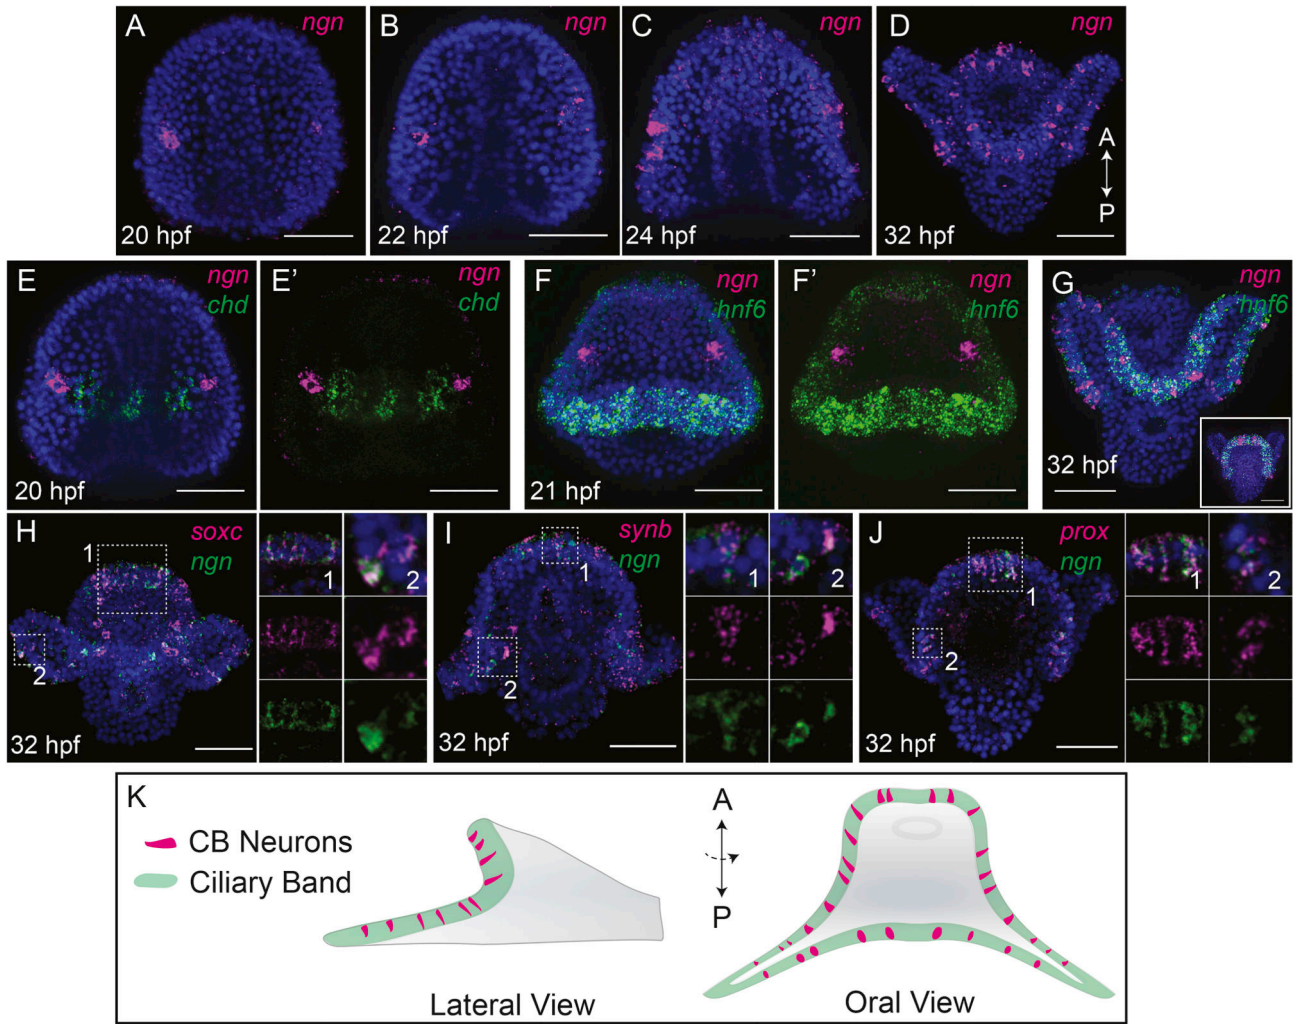 A ngn
20 hpf
B ngn
22 hpf
C ngn
24 hpf
D ngn
A
P
32 hpf
E ngn
chd
20 hpf
E' ngn
chd
F ngn
hnf6
21 hpf
F' ngn
hnf6
G ngn
hnf6
32 hpf
H soxc
ngn
1
2
32 hpf
1
2
I synb
ngn
1
2
32 hpf
1
2
J prox
ngn
1
2
32 hpf
1
2
K
CB Neurons
Ciliary Band
A
P
Lateral View
Oral View